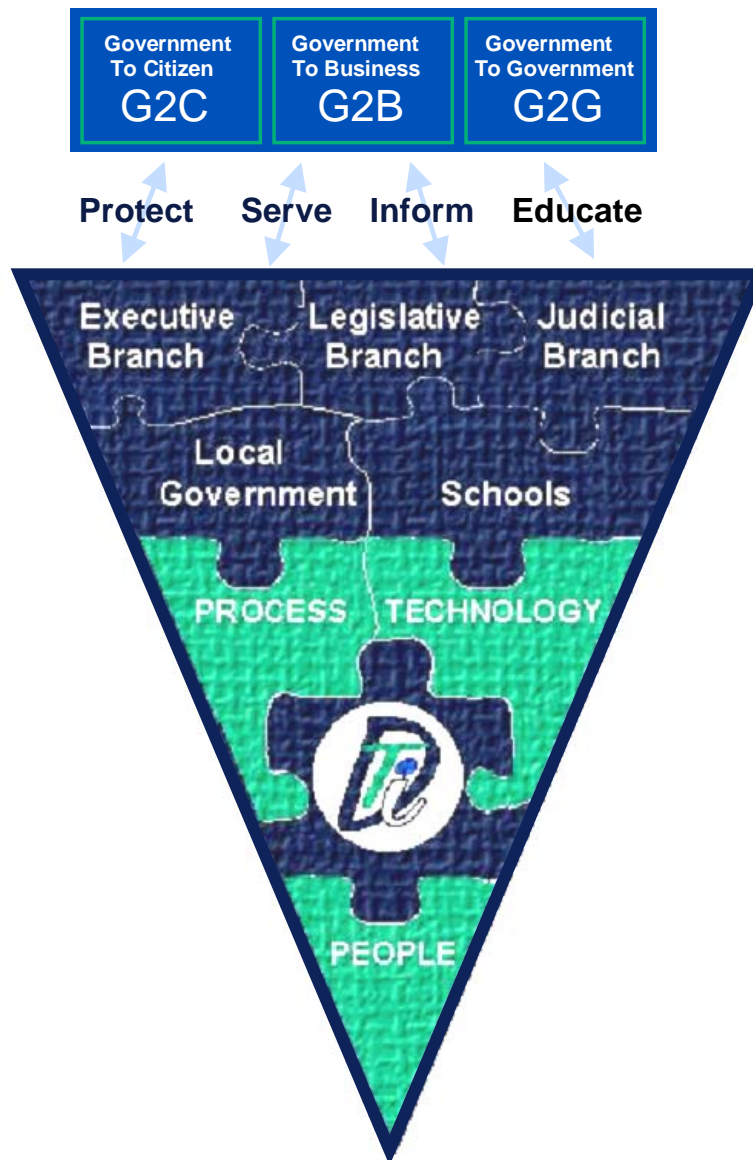 Government
To Citizen
G2C
Government
To Business
G2B
Government
To Government
G2G
Protect Serve Inform Educate
Executive
Branch
Legislative
Branch
Judicial
Branch
Local
Government
Schools
PROCESS
TECHNOLOGY
DTi
PEOPLE